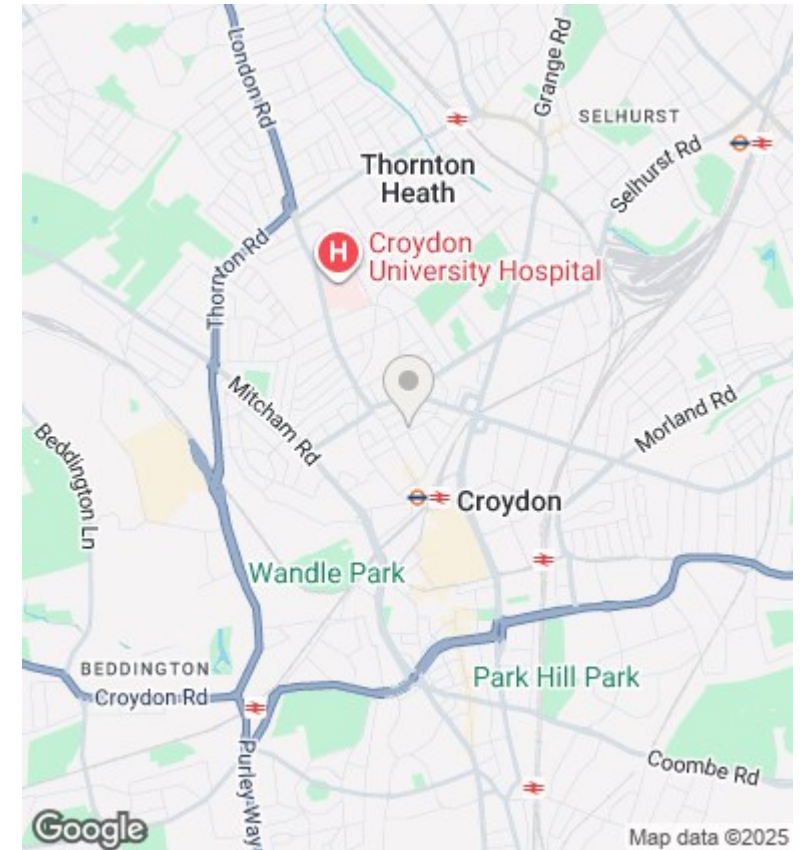 London Rd
Grange Rd
SELHURST
Selhurst Rd
Thornton
Heath
H
Croydon
University Hospital
Thornton Rd
Mitcham Rd
Morland Rd
Beddington Ln
Croydon
Wandle Park
BEDDINGTON
Croydon Rd
Park Hill Park
Purley Way
Coombe Rd
Google
Map data ©2025